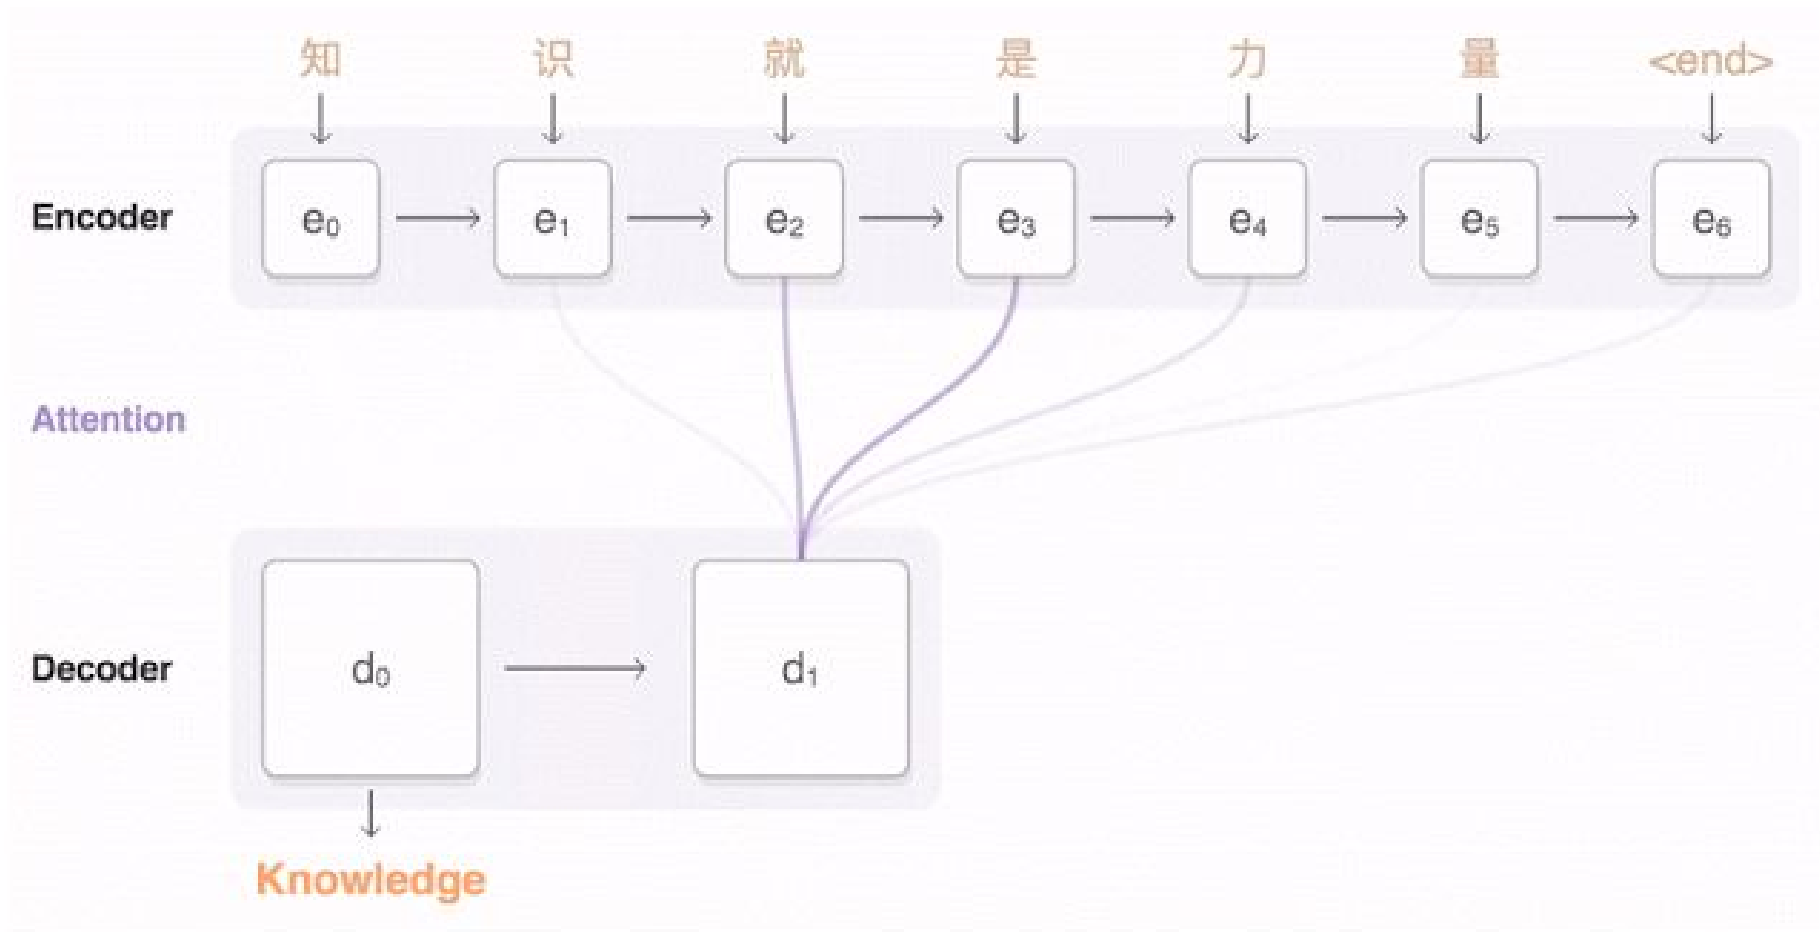 知 识 就 是 力 量 <end>
Encoder e₀ e₁ e₂ e₃ e₄ e₅ e₆
Attention
Decoder d₀ d₁
Knowledge